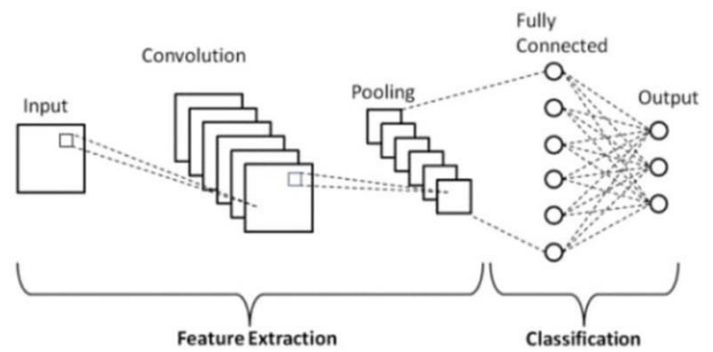 Fully
Connected
Convolution
Pooling
Input
Output
Feature Extraction
Classification